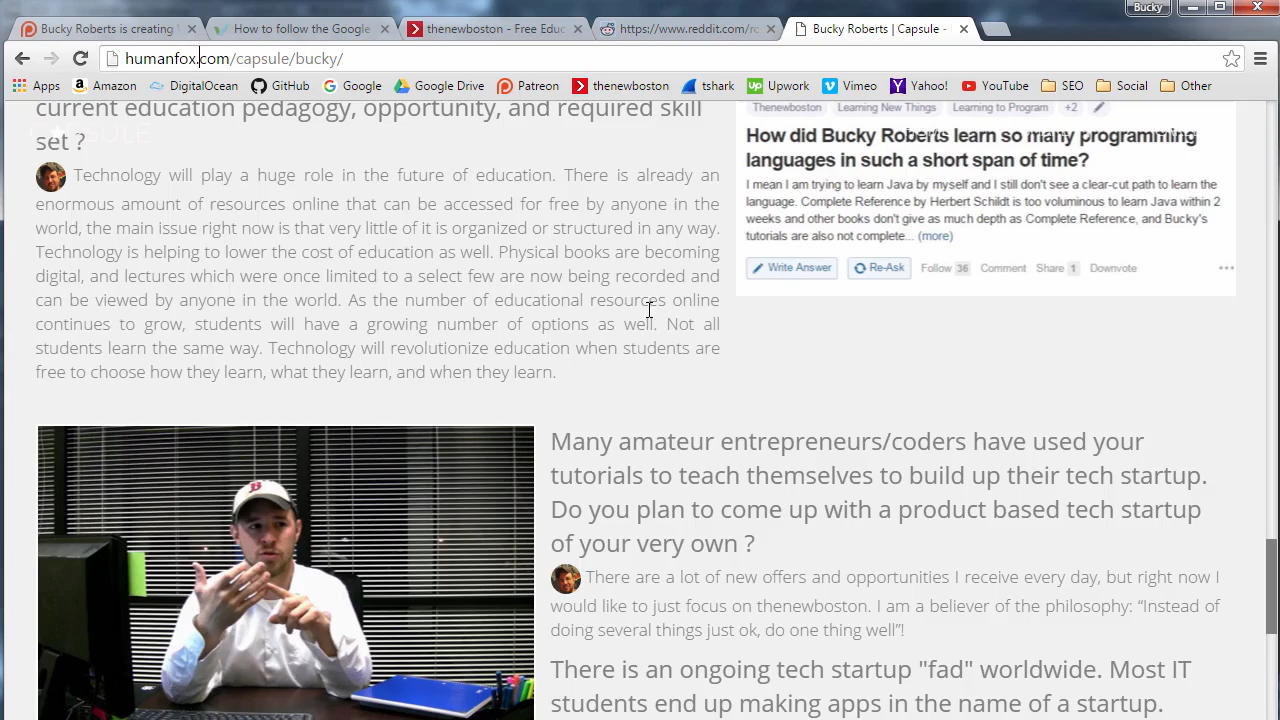 Bucky
Bucky Roberts is creating
How to follow the Google
thenewboston - Free Educ
https://www.reddit.com/ro
Bucky Roberts | Capsule -
humanfox.com/capsule/bucky/
Apps
Amazon
DigitalOcean
GitHub
Google
Google Drive
Patreon
thenewboston
tshark
Upwork
Vimeo
Yahoo!
YouTube
SEO
Social
Other
current education pedagogy, opportunity, and required skill
set ?
Technology will play a huge role in the future of education. There is already an
enormous amount of resources online that can be accessed for free by anyone in the
world, the main issue right now is that very little of it is organized or structured in any way.
Technology is helping to lower the cost of education as well. Physical books are becoming
digital, and lectures which were once limited to a select few are now being recorded and
can be viewed by anyone in the world. As the number of educational resources online
continues to grow, students will have a growing number of options as well. Not all
students learn the same way. Technology will revolutionize education when students are
free to choose how they learn, what they learn, and when they learn.
Thenewboston
Learning New Things
Learning to Program
+2
How did Bucky Roberts learn so many programming
languages in such a short span of time?
I mean I am trying to learn Java by myself and I still don't see a clear-cut path to learn the
language. Complete Reference by Herbert Schildt is too voluminous to learn Java within 2
weeks and other books don't give as much depth as Complete Reference, and Bucky's
tutorials are also not complete... (more)
Write Answer
Re-Ask
Follow 36
Comment
Share 1
Downvote
B
Many amateur entrepreneurs/coders have used your
tutorials to teach themselves to build up their tech startup.
Do you plan to come up with a product based tech startup
of your very own ?
There are a lot of new offers and opportunities I receive every day, but right now I
would like to just focus on thenewboston. I am a believer of the philosophy: “Instead of
doing several things just ok, do one thing well”!
There is an ongoing tech startup "fad" worldwide. Most IT
students end up making apps in the name of a startup.